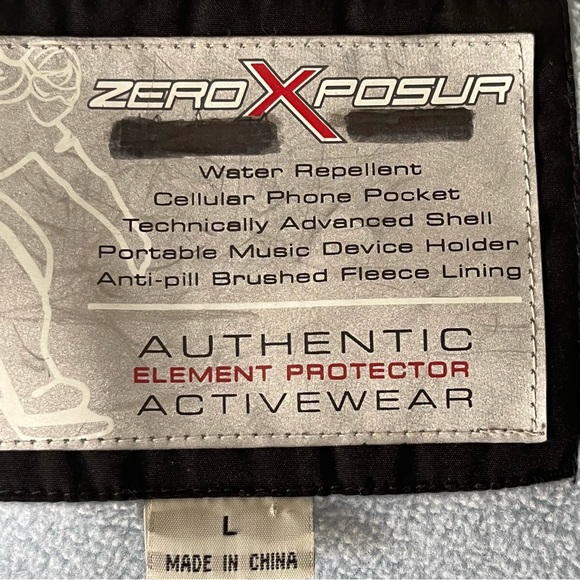 ZEROXPOSUR
Water Repellent
Cellular Phone Pocket
Technically Advanced Shell
Portable Music Device Holder
Anti-pill Brushed Fleece Lining
AUTHENTIC
ELEMENT PROTECTOR
ACTIVEWEAR
L
MADE IN CHINA